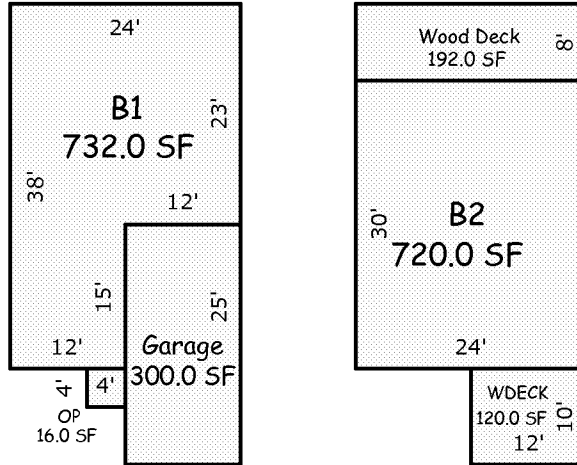 24'
B1
732.0 SF
23'
38'
12'
15'
25'
12'
Garage
300.0 SF
4'
4'
OP
16.0 SF
Wood Deck
192.0 SF
8'
B2
720.0 SF
30'
24'
WDECK
120.0 SF
10'
12'